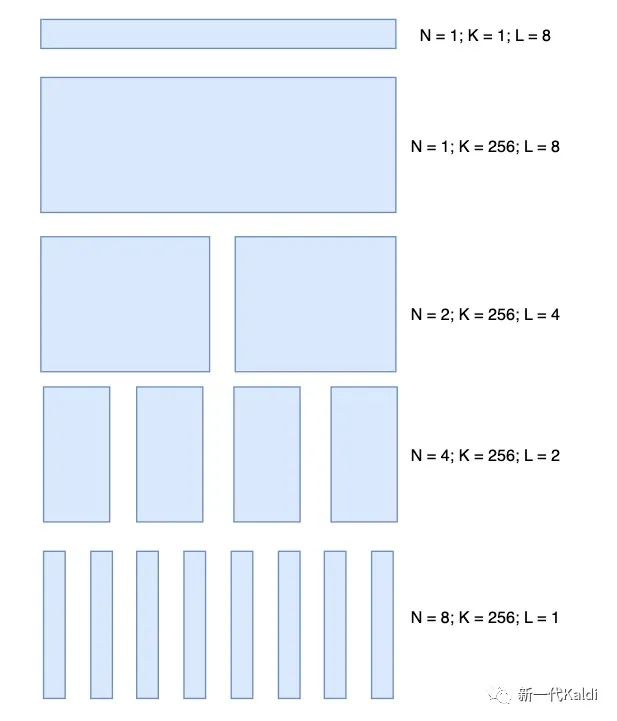 N = 1; K = 1; L = 8
N = 1; K = 256; L = 8
N = 2; K = 256; L = 4
N = 4; K = 256; L = 2
N = 8; K = 256; L = 1
新一代Kaldi